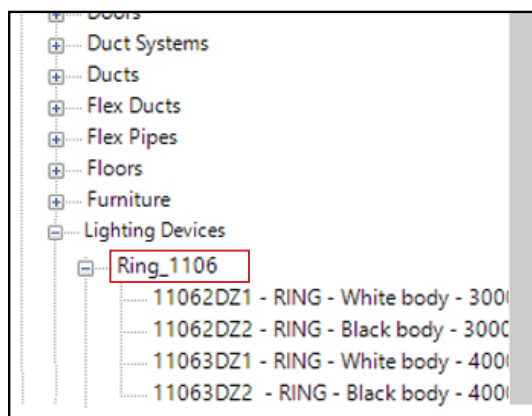 Doors
Duct Systems
Ducts
Flex Ducts
Flex Pipes
Floors
Furniture
Lighting Devices
Ring_1106
11062DZ1 - RING - White body - 300
11062DZ2 - RING - Black body - 300
11063DZ1 - RING - White body - 400
11063DZ2 - RING - Black body - 400